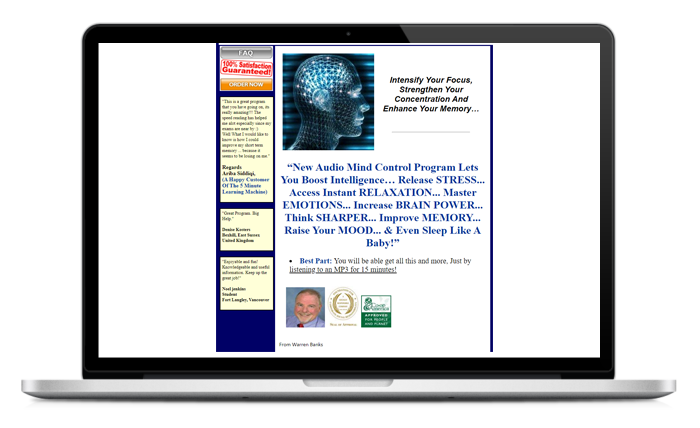 FAQ
100% Satisfaction
Guaranteed!
ORDER NOW
"This is a great program
that you have going on, its
really amazing!!! The
speed reading has helped
me alot especially since my
exams are near by :)
Well What I would like to
know is how I could
improve my short term
memory ... because it
seems to be losing on me."
Regards
Ariba Siddiqi,
(A Happy Customer
Of The 5 Minute
Learning Machine)
"Great Program. Big
Help."
Denise Kosters
Bexhill, East Sussex
United Kingdom
"Enjoyable and fun!
Knowledgeable and useful
information. Keep up the
great job!"
Noel jenkins
Student
Fort Langley, Vancouver
Intensify Your Focus,
Strengthen Your
Concentration And
Enhance Your Memory…
“New Audio Mind Control Program Lets
You Boost Intelligence… Release STRESS...
Access Instant RELAXATION... Master
EMOTIONS... Increase BRAIN POWER...
Think SHARPER... Improve MEMORY...
Raise Your MOOD... & Even Sleep Like A
Baby!”
• Best Part: You will be able get all this and more, Just by
listening to an MP3 for 15 minutes!
APPROVED
FOR PEOPLE
AND PLANET
From Warren Banks